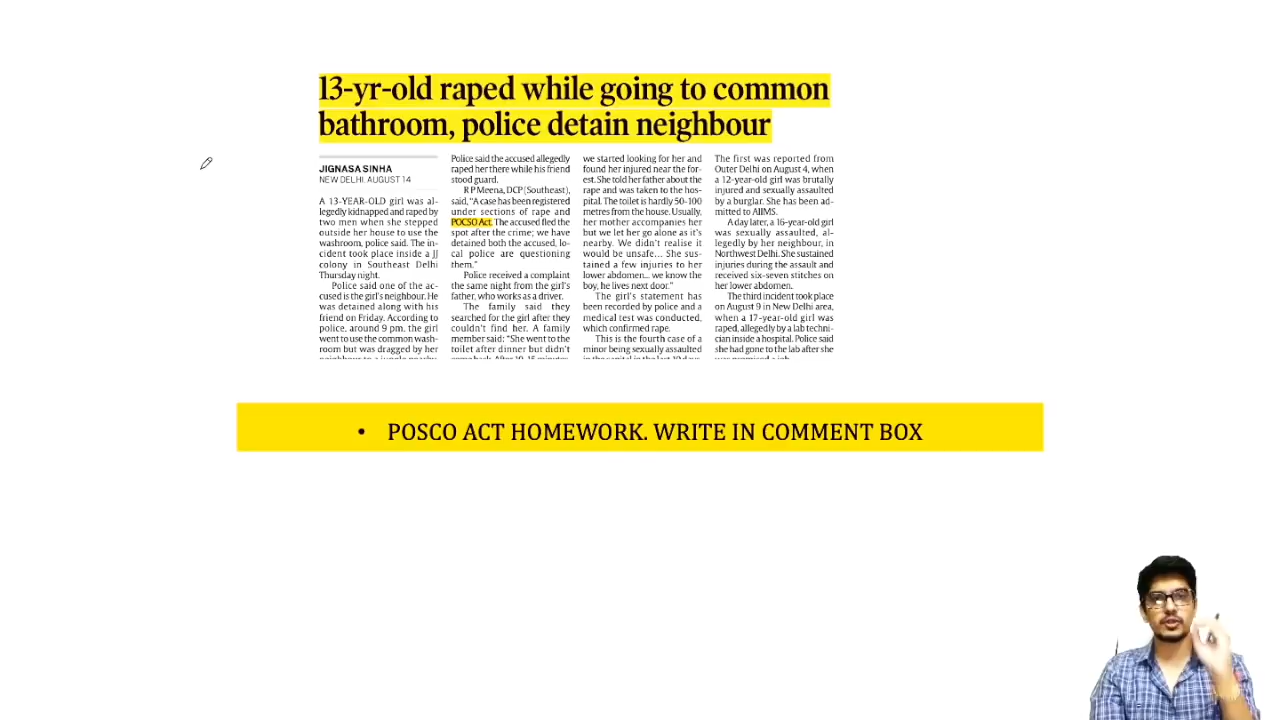 13-yr-old raped while going to common
bathroom, police detain neighbour
JIGNASA SINHA
NEW DELHI, AUGUST 14
A 13-YEAR-OLD girl was al-
legedly kidnapped and raped by
two men when she stepped
outside her house to use the
washroom, police said. The in-
cident took place inside a JJ
colony in Southeast Delhi
Thursday night.
Police said one of the ac-
cused is the girl's neighbour. He
was detained along with his
friend on Friday. According to
police, around 9 pm, the girl
went to use the common wash-
room but was dragged by her
Police said the accused allegedly
raped her there while his friend
stood guard.
R P Meena, DCP (Southeast),
said, "A case has been registered
under sections of rape and
POCSO Act. The accused fled the
spot after the crime; we have
detained both the accused, lo-
cal police are questioning
them."
Police received a complaint
the same night from the girl's
father, who works as a driver.
The family said they
searched for the girl after they
couldn't find her. A family
member said: "She went to the
toilet after dinner but didn't
we started looking for her and
found her injured near the for-
est. She told her father about the
rape and was taken to the hos-
pital. The toilet is hardly 50-100
metres from the house. Usually,
her mother accompanies her
but we let her go alone as it's
nearby. We didn't realise it
would be unsafe... She sus-
tained a few injuries to her
lower abdomen... we know the
boy, he lives next door."
The girl's statement has
been recorded by police and a
medical test was conducted,
which confirmed rape.
This is the fourth case of a
minor being sexually assaulted
The first was reported from
Outer Delhi on August 4, when
a 12-year-old girl was brutally
injured and sexually assaulted
by a burglar. She has been ad-
mitted to AIIMS.
A day later, a 16-year-old girl
was sexually assaulted, al-
legedly by her neighbour, in
Northwest Delhi. She sustained
injuries during the assault and
received six-seven stitches on
her lower abdomen.
The third incident took place
on August 9 in New Delhi area,
when a 17-year-old girl was
raped, allegedly by a lab techni-
cian inside a hospital. Police said
she had gone to the lab after she
• POSCO ACT HOMEWORK. WRITE IN COMMENT BOX